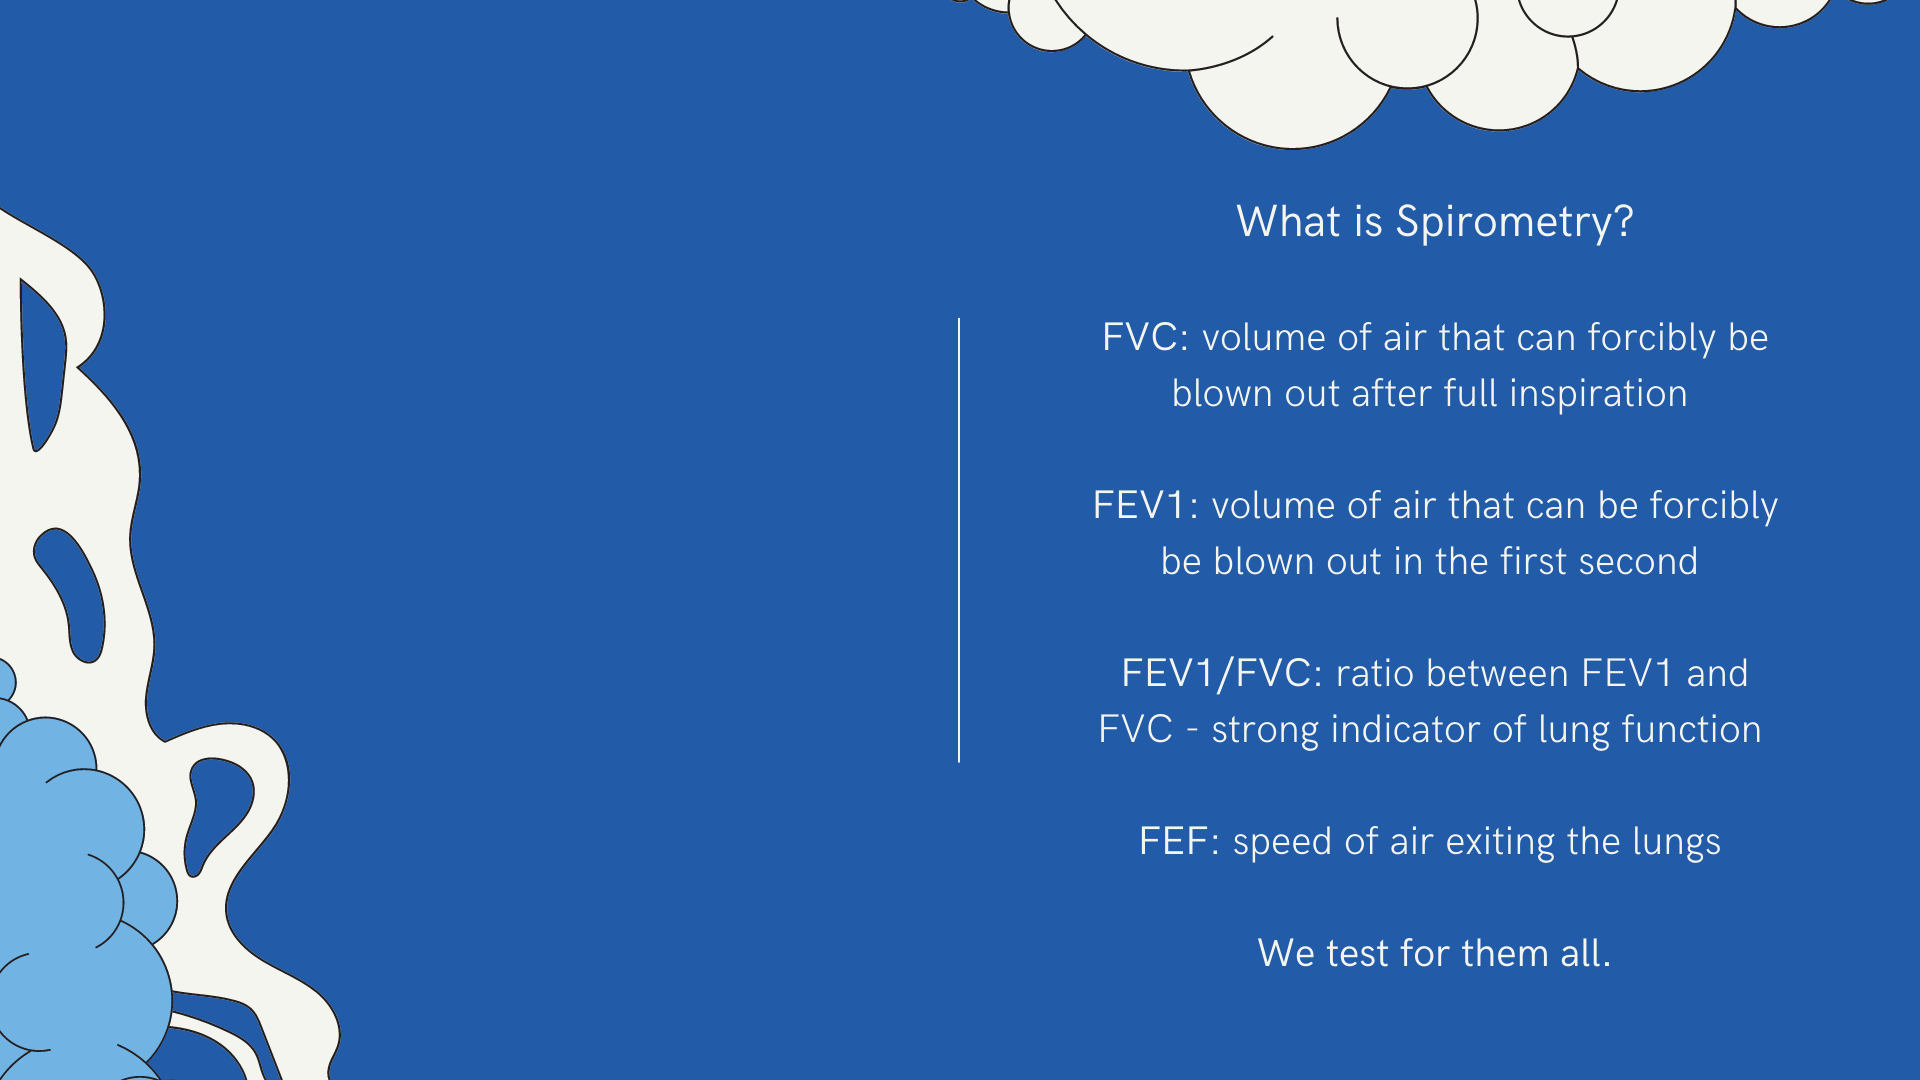 What is Spirometry?
FVC: volume of air that can forcibly be
blown out after full inspiration
FEV1: volume of air that can be forcibly
be blown out in the first second
FEV1/FVC: ratio between FEV1 and
FVC - strong indicator of lung function
FEF: speed of air exiting the lungs
We test for them all.